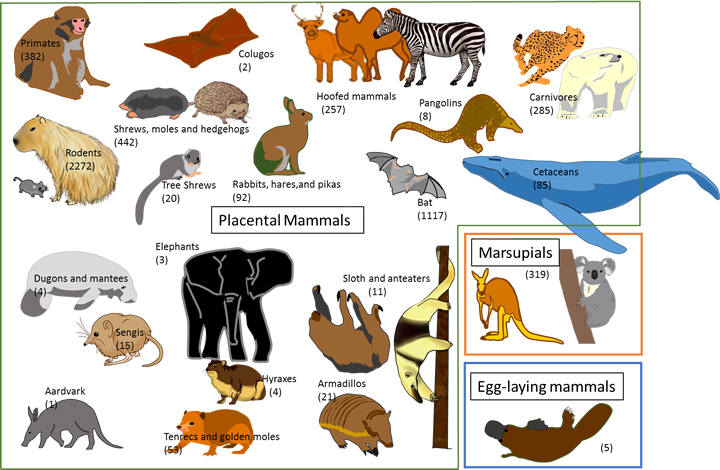 Primates
(382)
Colugos
(2)
Hoofed mammals
(257)
Carnivores
(285)
Shrews, moles and hedgehogs
(442)
Pangolins
(8)
Rodents
(2272)
Tree Shrews
(20)
Rabbits, hares,and pikas
(92)
Bat
(1117)
Cetaceans
(85)
Placental Mammals
Dugons and mantees
(4)
Elephants
(3)
Sloth and anteaters
(11)
Marsupials
(319)
Sengis
(15)
Hyraxes
(4)
Armadillos
(21)
Aardvark
(1)
Tenrecs and golden moles
(53)
Egg-laying mammals
(5)